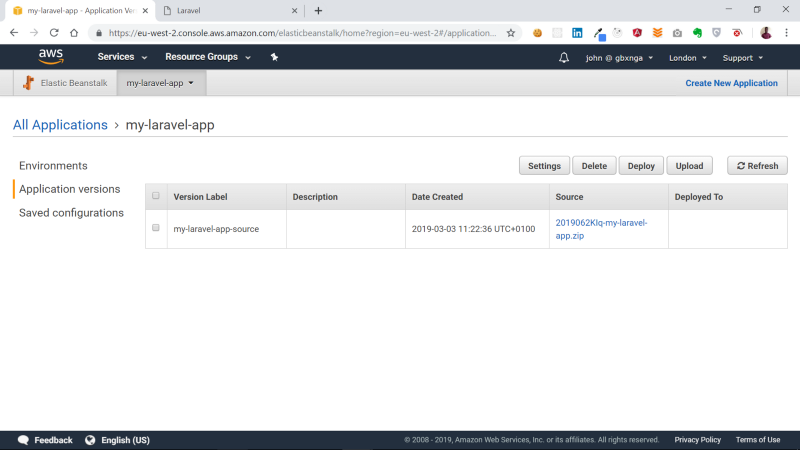 my-laravel-app - Application Ver
Laravel
https://eu-west-2.console.aws.amazon.com/elasticbeanstalk/home?region=eu-west-2#/application...
aws
Services
Resource Groups
john @ gbxnga
London
Support
Elastic Beanstalk
my-laravel-app
Create New Application
All Applications › my-laravel-app
Environments
Application versions
Saved configurations
Settings
Delete
Deploy
Upload
Refresh
Version Label
Description
Date Created
Source
Deployed To
my-laravel-app-source
2019-03-03 11:22:36 UTC+0100
2019062KIq-my-laravel-
app.zip
Feedback
English (US)
© 2008 - 2019, Amazon Web Services, Inc. or its affiliates. All rights reserved.
Privacy Policy
Terms of Use